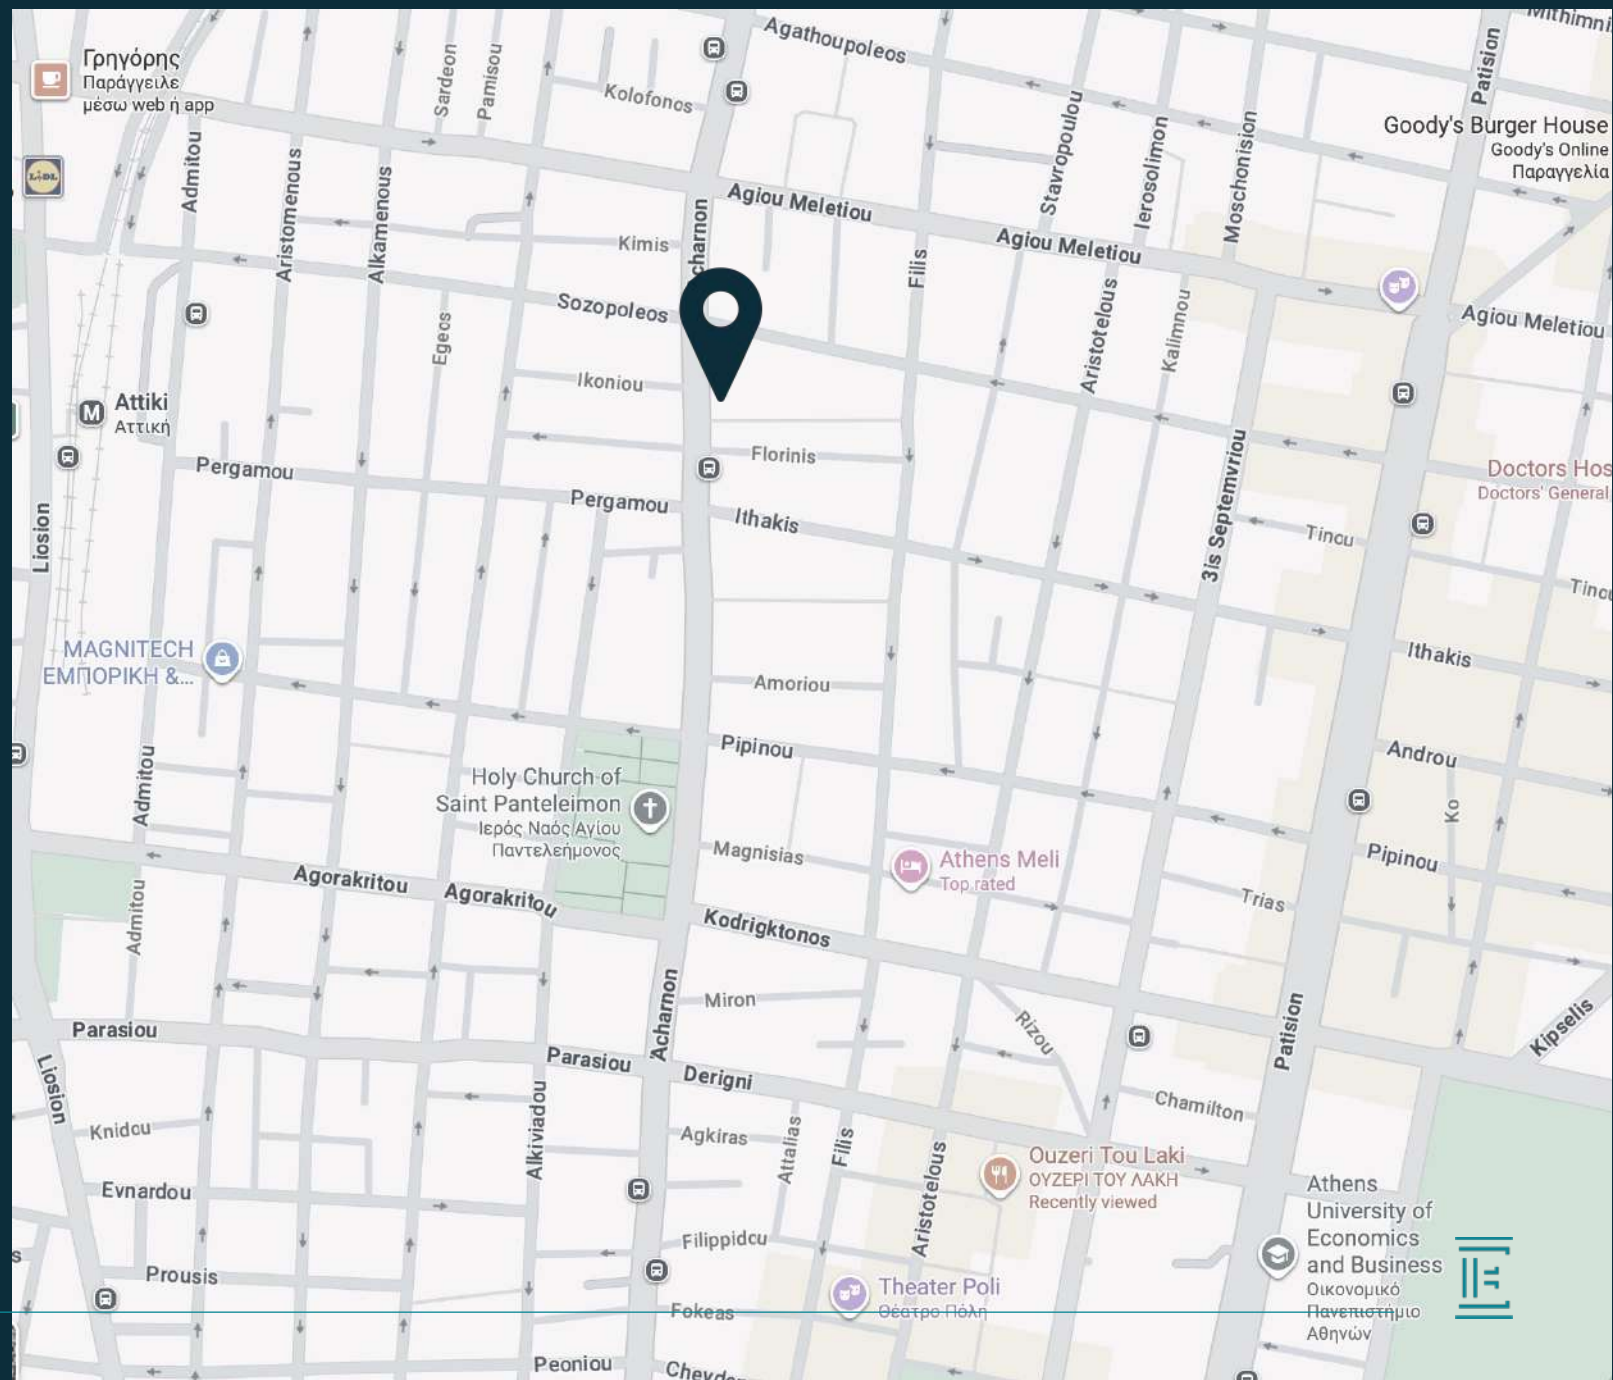 Mithimni
Agathoupoleos
Patision
Γρηγόρης
Παράγγειλε
μέσω web ή app
Sardeon
Pamisou
Kolofonos
Stavropoulou
Ierosolimon
Moschonision
Goody's Burger House
Goody's Online
Παραγγελία
LiDL
Admitou
Aristomenous
Alkamenous
Agiou Meletiou
Agiou Meletiou
Kimis
charnon
Filis
Sozopoleos
Agiou Meletiou
Egeos
Aristotelous
Kalimnou
Ikoniou
M
Attiki
Αττική
Florinis
Pergamou
Pergamou
Ithakis
3is Septemvriou
Doctors Hos
Doctors' General
Liosion
Tinou
Tinou
MAGNITECH
ΕΜΠΟΡΙΚΗ &...
Ithakis
Amoriou
Pipinou
Androu
Admitou
Holy Church of
Saint Panteleimon
Ιερός Ναός Αγίου
Παντελεήμονος
Ko
Magnisias
Athens Meli
Top rated
Pipinou
Agorakritou
Agorakritou
Admitou
Trias
Kodrigktonos
Acharnon
Miron
Rizou
Patision
Kipselis
Parasiou
Parasiou
Derigni
Liosion
Alkiviadou
Chamilton
Knidou
Agkiras
Attalias
Filis
Aristotelous
Ouzeri Tou Laki
ΟΥΖΕΡΙ ΤΟΥ ΛΑΚΗ
Recently viewed
Evnardou
Athens
University of
Economics
and Business
Οικονομικό
Πανεπιστήμιο
Αθηνών
Filippidou
s
Prousis
Theater Poli
Θέατρο Πόλη
Fokeas
Peoniou